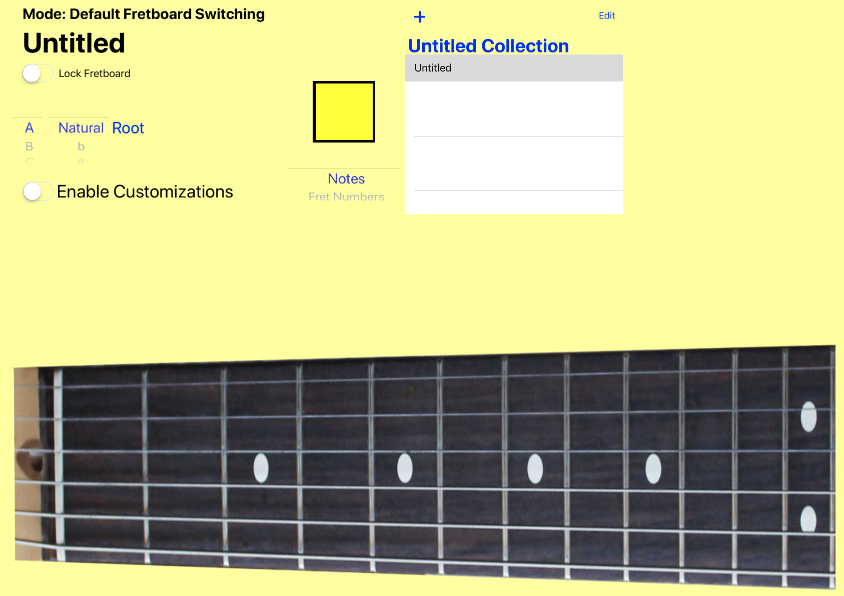 Mode: Default Fretboard Switching
Untitled
Lock Fretboard
A Natural Root
B b
Enable Customizations
Notes
Fret Numbers
+ Edit
Untitled Collection
Untitled